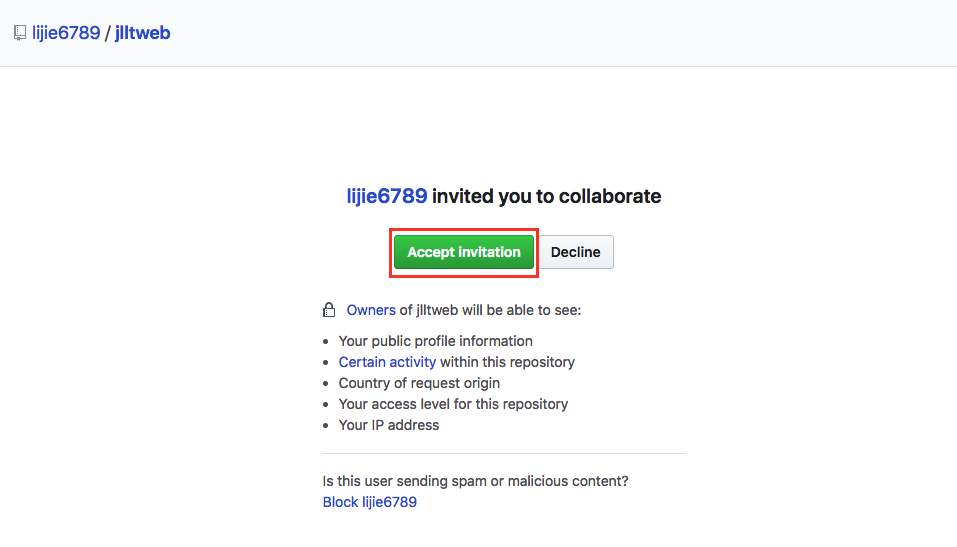 lijie6789 / jlltweb
lijie6789 invited you to collaborate
Accept invitation Decline
Owners of jlltweb will be able to see:
Your public profile information
Certain activity within this repository
Country of request origin
Your access level for this repository
Your IP address
Is this user sending spam or malicious content?
Block lijie6789